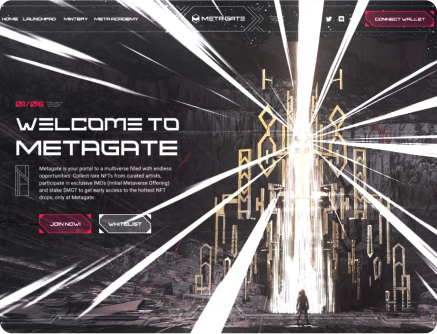 HOME LAUNCHPAD MINTERY META ACADEMY METAGATE CONNECT WALLET
01/06
WELCOME TO
METAGATE
Metagate is your portal to a multiverse filled with endless
opportunities: Collect rare NFTs from curated artists,
participate in exclusive IMOs (Initial Metaverse Offering)
and stake $MGT to get early access to the hottest NFT
drops, only at Metagate.
JOIN NOW! WHITELIST